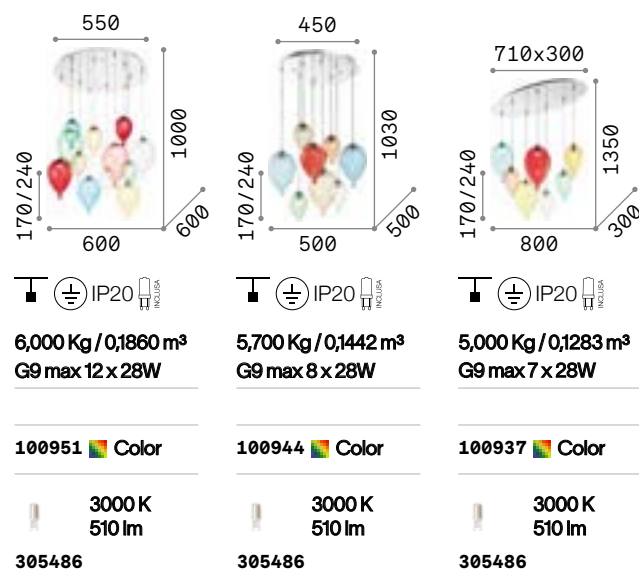 550
1000
170/240
600
600
IP20
INCLUSA
6,000 Kg / 0,1860 m³
G9 max 12 x 28W
100951 Color
3000 K
510 lm
305486
450
1030
170/240
500
500
IP20
INCLUSA
5,700 Kg / 0,1442 m³
G9 max 8 x 28W
100944 Color
3000 K
510 lm
305486
710x300
1350
170/240
300
800
IP20
INCLUSA
5,000 Kg / 0,1283 m³
G9 max 7 x 28W
100937 Color
3000 K
510 lm
305486